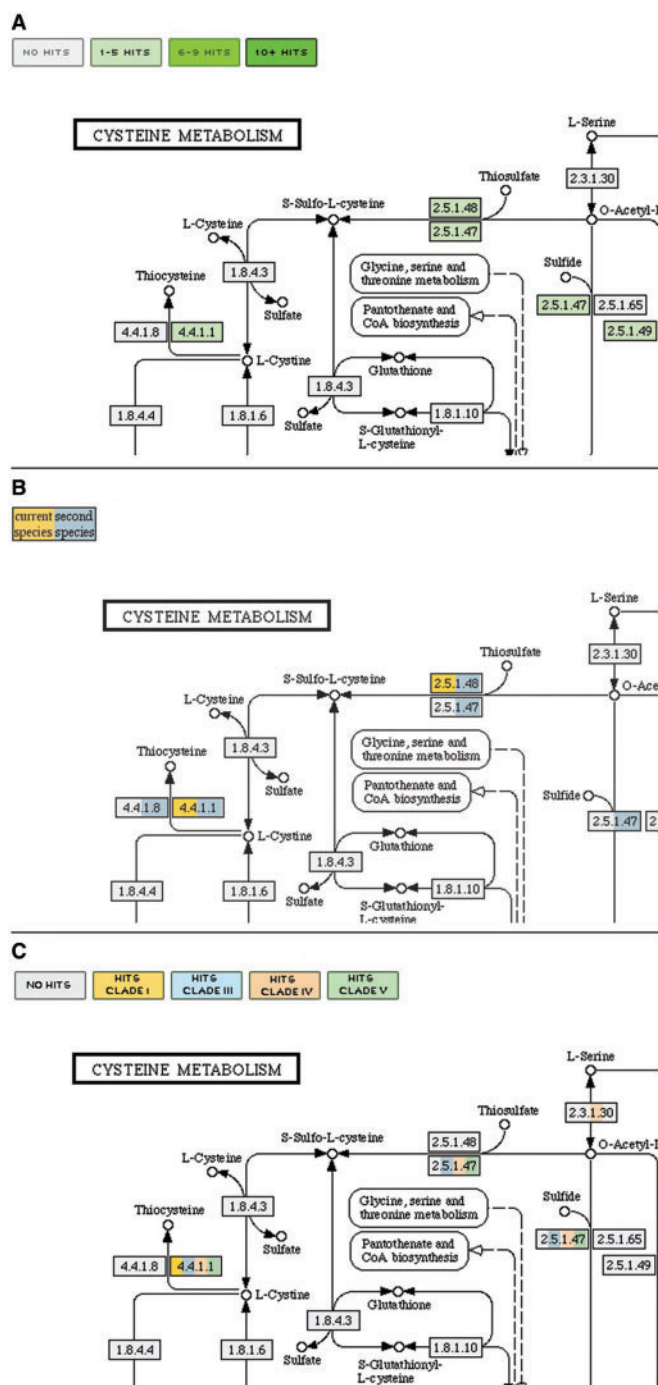 A
NO HITS
1-5 HITS
6-9 HITS
10+ HITS
CYSTEINE METABOLISM
L-Serine
2.3.1.30
Thiosulfate
S-Sulfo-L-cysteine
2.5.1.48
2.5.1.47
O-Acetyl-L
L-Cysteine
1.8.4.3
Sulfate
Glycine, serine and
threonine metabolism
Sulfide
Thiocysteine
Pantothenate and
CoA biosynthesis
2.5.1.47
2.5.1.65
2.5.1.49
4.4.1.8
4.4.1.1
L-Cystine
Glutathione
1.8.4.3
1.8.4.4
1.8.1.6
Sulfate
S-Glutathionyl-
L-cysteine
1.8.1.10
B
current second
species species
CYSTEINE METABOLISM
L-Serine
2.3.1.30
Thiosulfate
S-Sulfo-L-cysteine
2.5.1.48
2.5.1.47
O-Ace
L-Cysteine
1.8.4.3
Sulfate
Glycine, serine and
threonine metabolism
Thiocysteine
Pantothenate and
CoA biosynthesis
Sulfide
4.4.1.8
4.4.1.1
2.5.1.47
2.5
L-Cystine
Glutathione
1.8.4.3
1.8.4.4
1.8.1.6
Sulfate
S-Glutathionyl-
L-cysteine
1.8.1.10
C
NO HITS
HITS
CLADE I
HITS
CLADE III
HITS
CLADE IV
HITS
CLADE V
CYSTEINE METABOLISM
L-Serine
2.3.1.30
Thiosulfate
S-Sulfo-L-cysteine
2.5.1.48
2.5.1.47
O-Acetyl-L
L-Cysteine
1.8.4.3
Sulfate
Glycine, serine and
threonine metabolism
Sulfide
Thiocysteine
Pantothenate and
CoA biosynthesis
2.5.1.47
2.5.1.65
2.5.1.49
4.4.1.8
4.4.1.1
L-Cystine
Glutathione
1.8.4.3
1.8.4.4
1.8.1.6
Sulfate
S-Glutathionyl-
L-cysteine
1.8.1.10